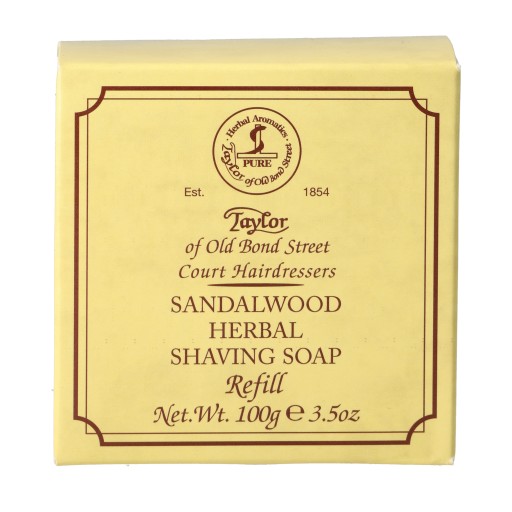 · Herbal Aromatics ·
PURE
Taylor of Old Bond Street
Est. 1854
Taylor
of Old Bond Street
Court Hairdressers
SANDALWOOD
HERBAL
SHAVING SOAP
Refill
Net.Wt. 100g ℮ 3.5oz